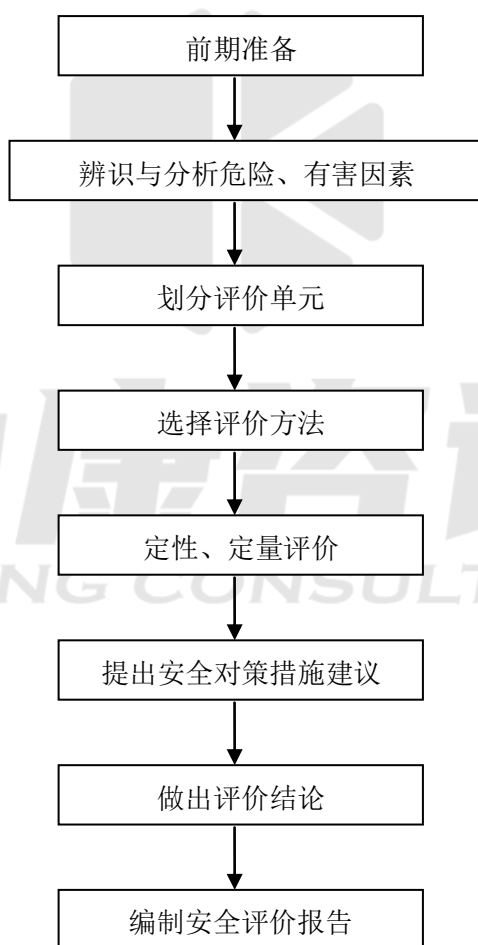 前期准备
辨识与分析危险、有害因素
划分评价单元
选择评价方法
定性、定量评价
NG CONSULT
提出安全对策措施建议
做出评价结论
编制安全评价报告